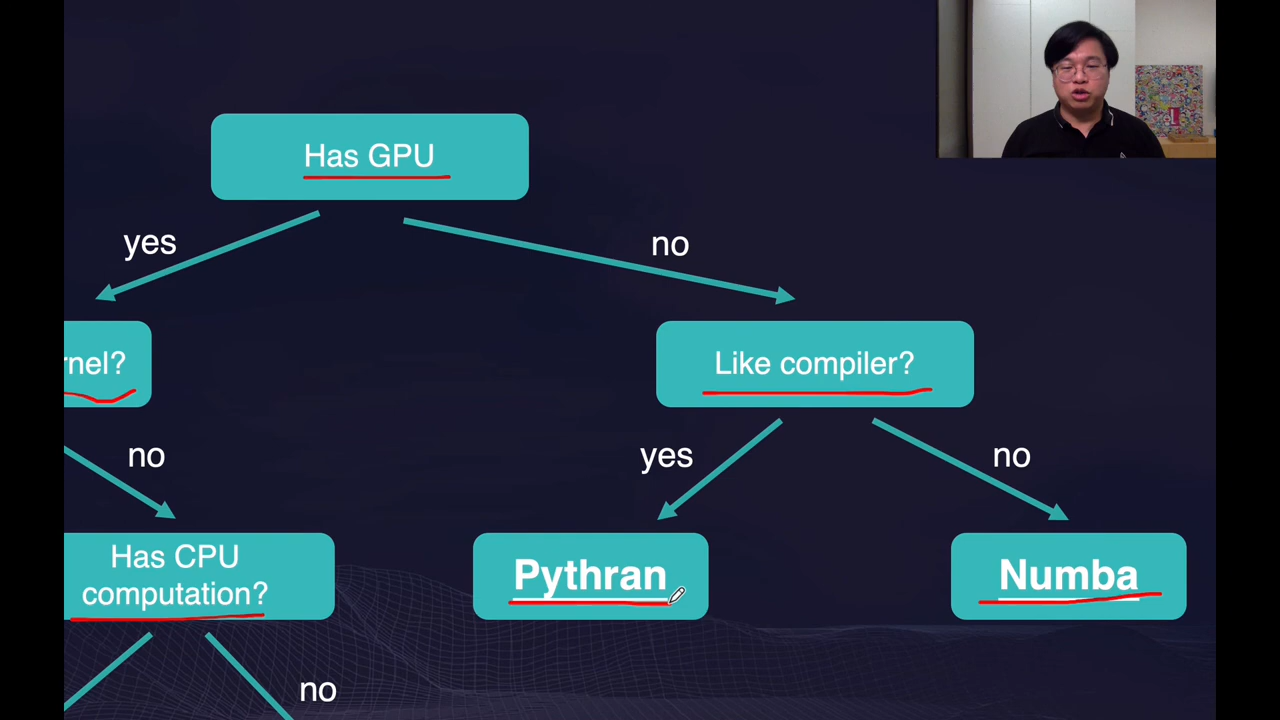 Has GPU
yes
no
rnel?
Like compiler?
no
yes
no
Has CPU
computation?
Pythran
Numba
no